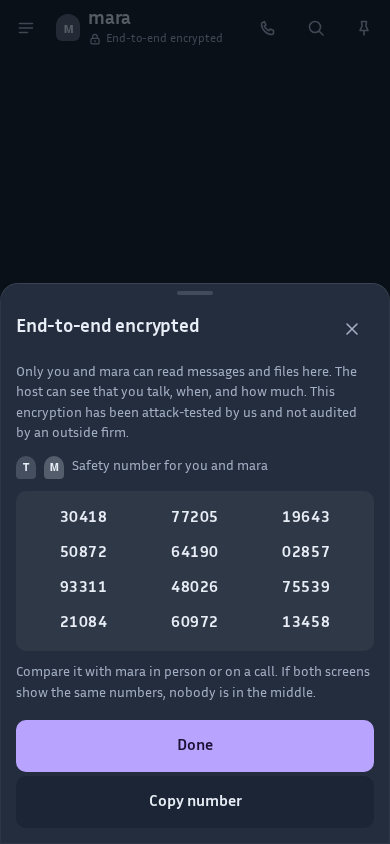 M
mara
End-to-end encrypted
End-to-end encrypted
Only you and mara can read messages and files here. The
host can see that you talk, when, and how much. This
encryption has been attack-tested by us and not audited
by an outside firm.
T M Safety number for you and mara
30418 77205 19643
50872 64190 02857
93311 48026 75539
21084 60972 13458
Compare it with mara in person or on a call. If both screens
show the same numbers, nobody is in the middle.
Done
Copy number